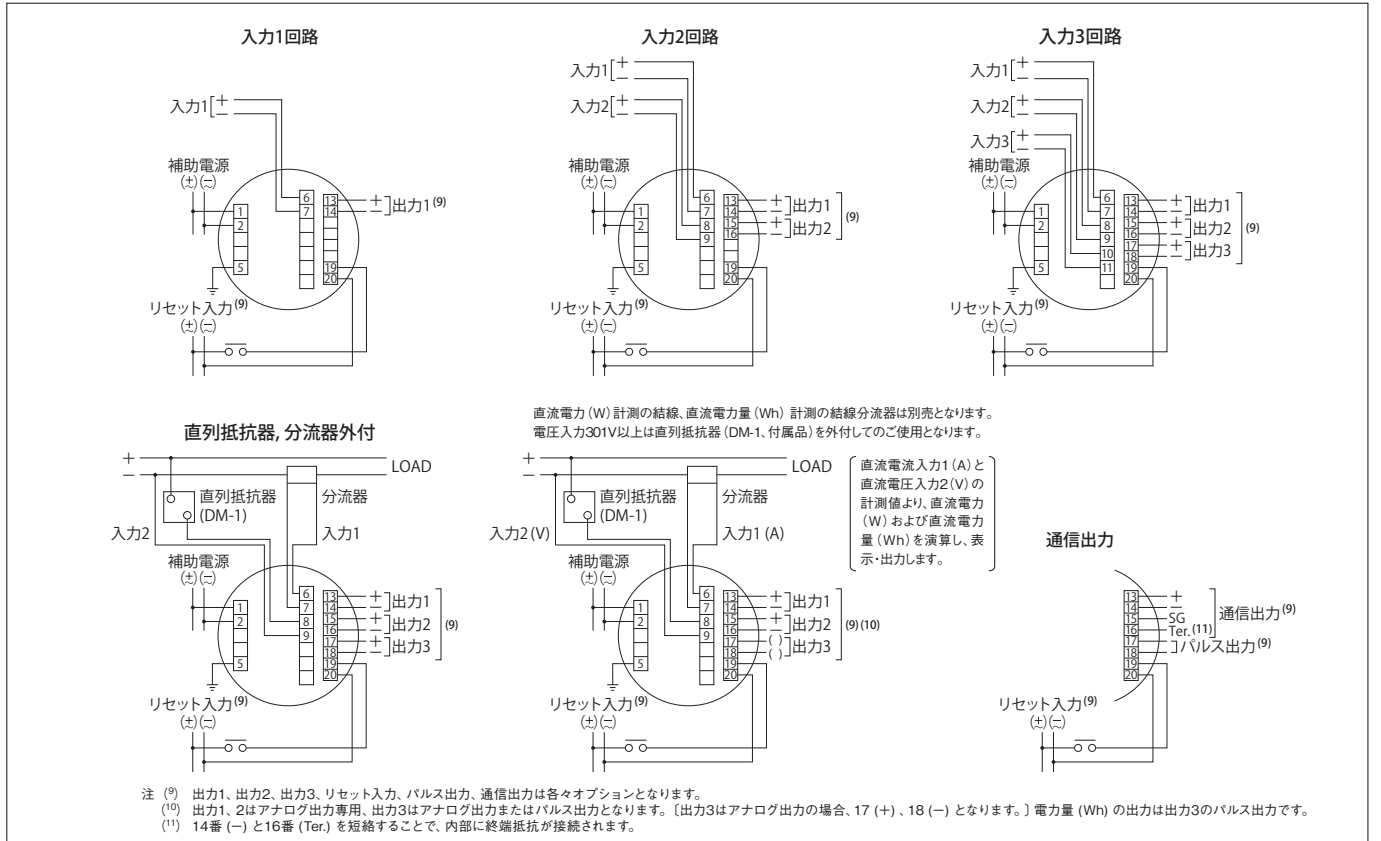 入力1回路
入力1[＋
－
補助電源
(±)(－)
1
2
5
6
7
13
14
19
20
＋
－
]出力1(9)
リセット入力(9)
(±)(－)
入力2回路
入力1[＋
－
入力2[＋
－
補助電源
(±)(－)
1
2
5
6
7
8
9
13
14
15
16
19
20
＋
－
]出力1
＋
－
]出力2
(9)
リセット入力(9)
(±)(－)
入力3回路
入力1[＋
－
入力2[＋
－
入力3[＋
－
補助電源
(±)(－)
1
2
5
6
7
8
9
10
11
13
14
15
16
17
18
19
20
＋
－
]出力1
＋
－
]出力2
＋
－
]出力3
(9)
リセット入力(9)
(±)(－)
直流電力（W）計測の結線、直流電力量（Wh）計測の結線分流器は別売となります。
電圧入力301V以上は直列抵抗器（DM-1、付属品）を外付してのご使用となります。
直列抵抗器, 分流器外付
＋
－
LOAD
直列抵抗器
(DM-1)
分流器
入力2
入力1
補助電源
(±)(－)
1
2
5
6
7
8
9
13
14
15
16
17
18
19
20
＋
－
]出力1
＋
－
]出力2
＋
－
]出力3
(9)
リセット入力(9)
(±)(－)
＋
－
LOAD
直列抵抗器
(DM-1)
分流器
入力2(V)
入力1(A)
補助電源
(±)(－)
1
2
5
6
7
8
9
13
14
15
16
17
18
19
20
＋
－
]出力1
＋
－
]出力2
( )
( )
]出力3
(9)(10)
リセット入力(9)
(±)(－)
直流電流入力1（A）と
直流電圧入力2（V）の
計測値より、直流電力
（W）および直流電力
量（Wh）を演算し、表
示・出力します。
通信出力
13
14
15
16
17
18
19
20
＋
－
SG
Ter.(11)
通信出力(9)
]パルス出力(9)
リセット入力(9)
(±)(－)
注 (9) 出力1、出力2、出力3、リセット入力、パルス出力、通信出力は各々オプションとなります。
(10) 出力1、2はアナログ出力専用、出力3はアナログ出力またはパルス出力となります。〔出力3はアナログ出力の場合、17 (＋)、18 (－) となります。〕電力量 (Wh) の出力は出力3のパルス出力です。
(11) 14番 (－) と16番 (Ter.) を短絡することで、内部に終端抵抗が接続されます。